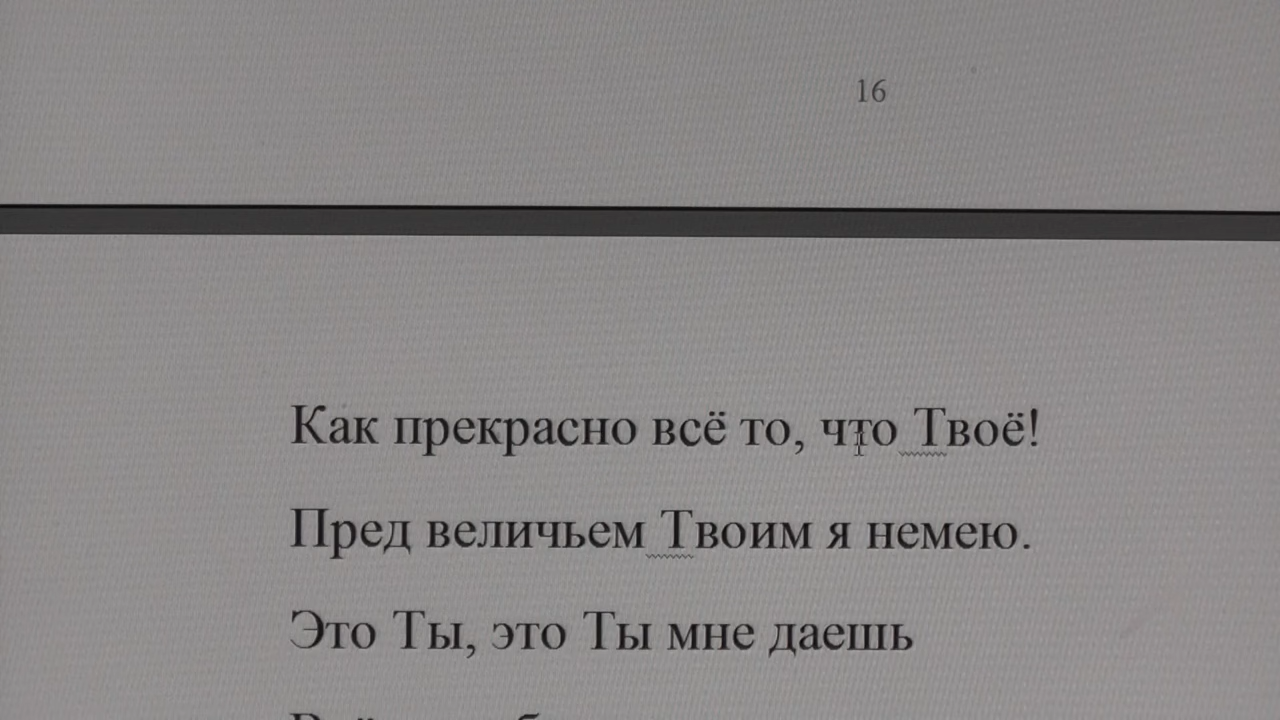 16
Как прекрасно всё то, что Твоё!
Пред величьем Твоим я немею.
Это Ты, это Ты мне даешь